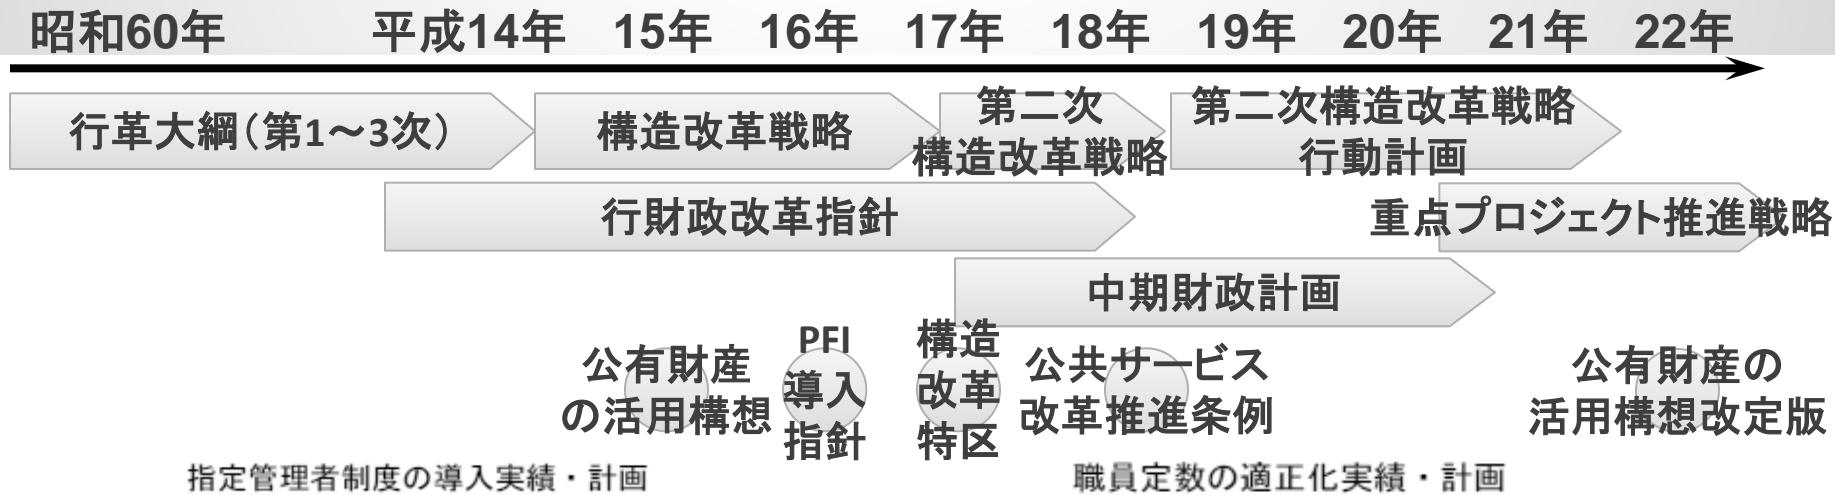 昭和60年 平成14年 15年 16年 17年 18年 19年 20年 21年 22年
行革大綱（第1～3次）
構造改革戦略
第二次
構造改革戦略
第二次構造改革戦略
行動計画
行財政改革指針
重点プロジェクト推進戦略
中期財政計画
公有財産
の活用構想
PFI
導入
指針
構造
改革
特区
公共サービス
改革推進条例
公有財産の
活用構想改定版
指定管理者制度の導入実績・計画
職員定数の適正化実績・計画